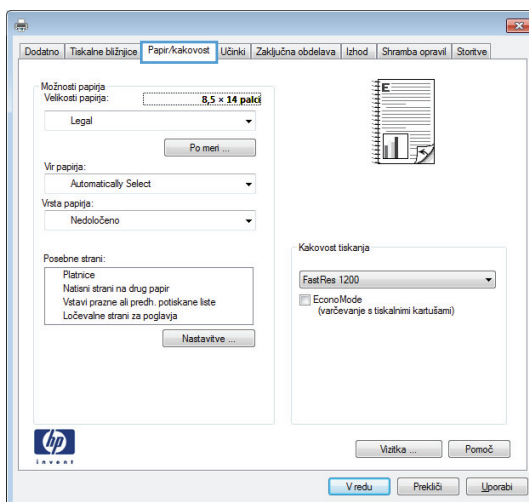 Dodatno Tiskalne bližnjice Papir/kakovost Učinki Zaključna obdelava Izhod Shramba opravil Storitve
Možnosti papirja
Velikosti papirja: 8,5 × 14 palci
Legal
Po meri ...
Vir papirja:
Automatically Select
Vrsta papirja:
Nedoločeno
Posebne strani:
Platnice
Natisni strani na drug papir
Vstavi prazne ali predh. potiskane liste
Ločevalne strani za poglavja
Nastavitve ...
E
Kakovost tiskanja
FastRes 1200
EconoMode
(varčevanje s tiskalnimi kartušami)
hp
invent
Vizitka ... Pomoč
V redu Prekliči Uporabi